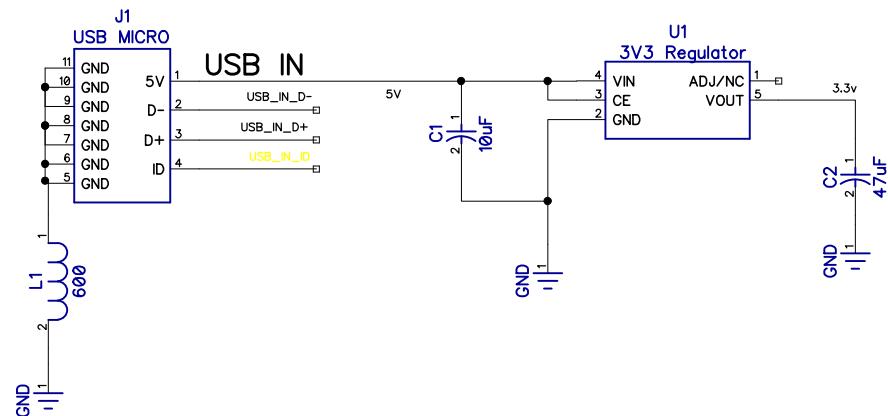 J1
USB MICRO
11 GND
10 GND
9 GND
8 GND
7 GND
6 GND
5 GND
5V 1
D- 2
D+ 3
ID 4
USB IN
USB_IN_D-
USB_IN_D+
USB_IN_ID
5V
C1
10uF
1
2
U1
3V3 Regulator
4 VIN
3 CE
2 GND
ADJ/NC 1
VOUT 5
3.3v
C2
47uF
1
2
GND 1
GND 1
L1
600
1
2
GND 1